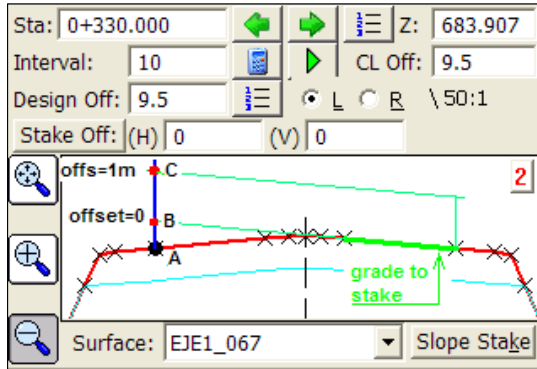 Sta: 0+330.000 Z: 683.907
Interval: 10 CL Off: 9.5
Design Off: 9.5 L R \ 50:1
Stake Off: (H) 0 (V) 0
offs=1m C 2
offset=0 B
A
grade to
stake
Surface: EJE1_067 Slope Stake